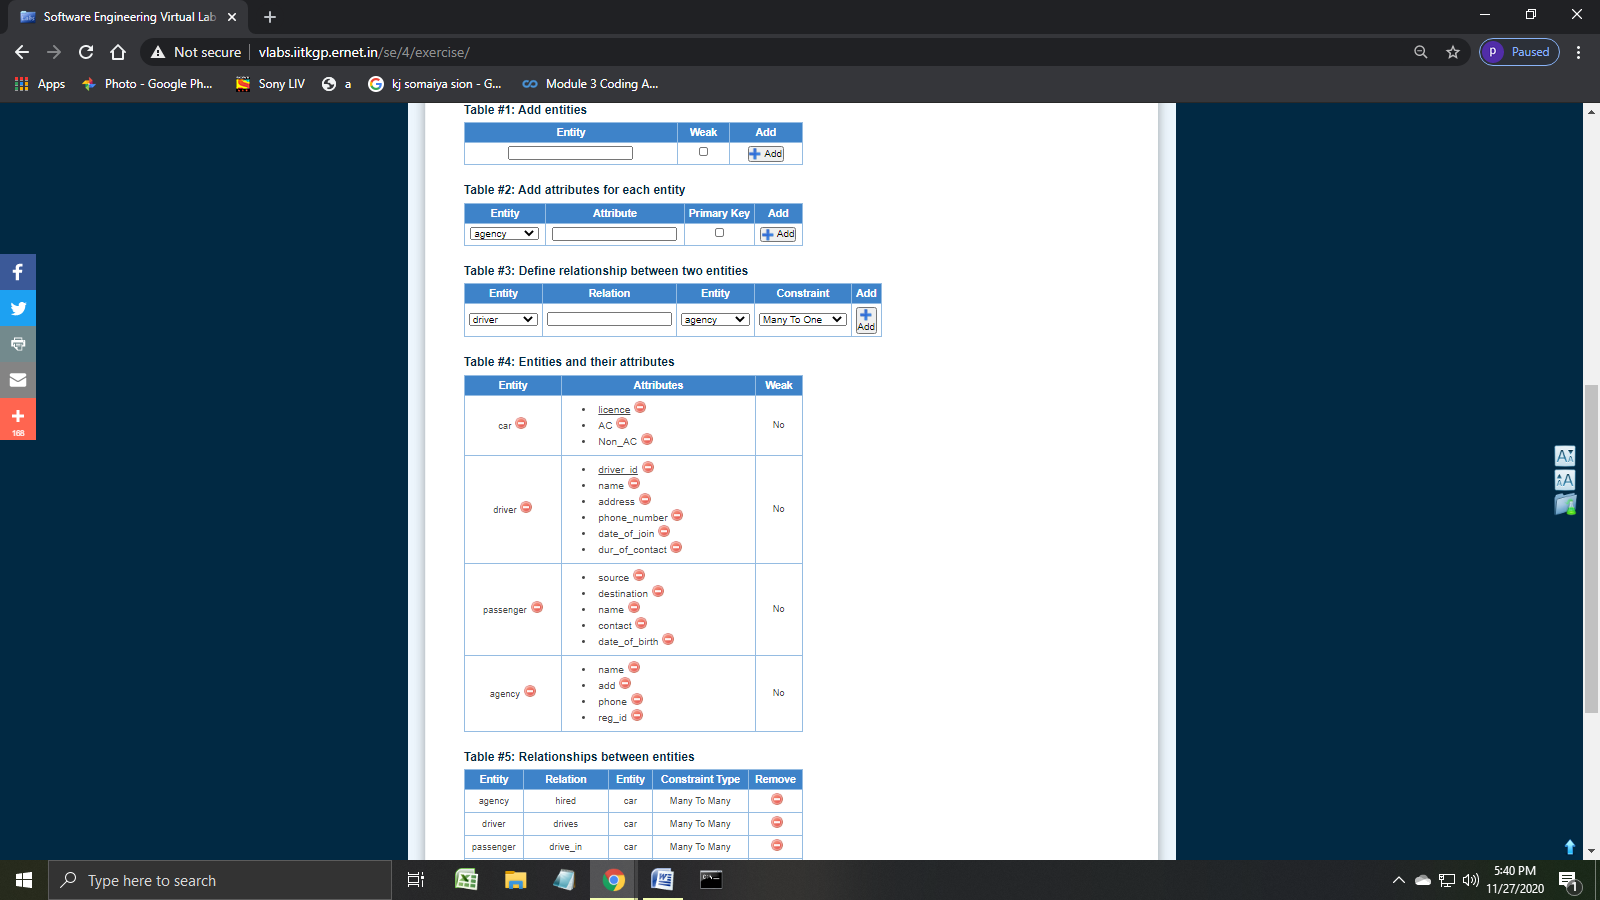 Software Engineering Virtual Lab
Not secure vlabs.iitkgp.ernet.in/se/4/exercise/
p Paused
Apps Photo - Google Ph... Sony LIV a kj somaiya sion - G... Module 3 Coding A...
Table #1: Add entities
Entity Weak Add
Add
Table #2: Add attributes for each entity
Entity Attribute Primary Key Add
agency Add
Table #3: Define relationship between two entities
Entity Relation Entity Constraint Add
driver agency Many To One Add
Table #4: Entities and their attributes
Entity Attributes Weak
car No
licence
AC
Non_AC
driver No
driver_id
name
address
phone_number
date_of_join
dur_of_contact
passenger No
source
destination
name
contact
date_of_birth
agency No
name
add
phone
reg_id
Table #5: Relationships between entities
Entity Relation Entity Constraint Type Remove
agency hired car Many To Many
driver drives car Many To Many
passenger drive_in car Many To Many
168
Type here to search
5:40 PM
11/27/2020
1